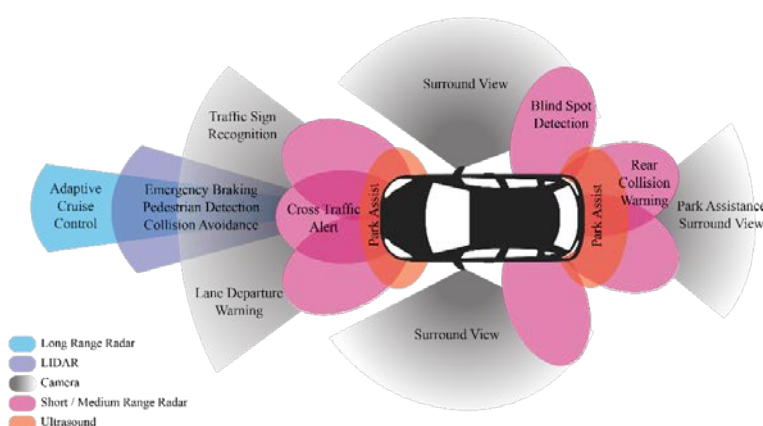 Surround View
Blind Spot
Detection
Traffic Sign
Recognition
Rear
Collision
Warning
Adaptive
Cruise
Control
Emergency Braking
Pedestrian Detection
Collision Avoidance
Cross Traffic
Alert
Park Assist
Park Assist
Park Assistance
Surround View
Lane Departure
Warning
Surround View
Long Range Radar
LIDAR
Camera
Short / Medium Range Radar
Ultrasound